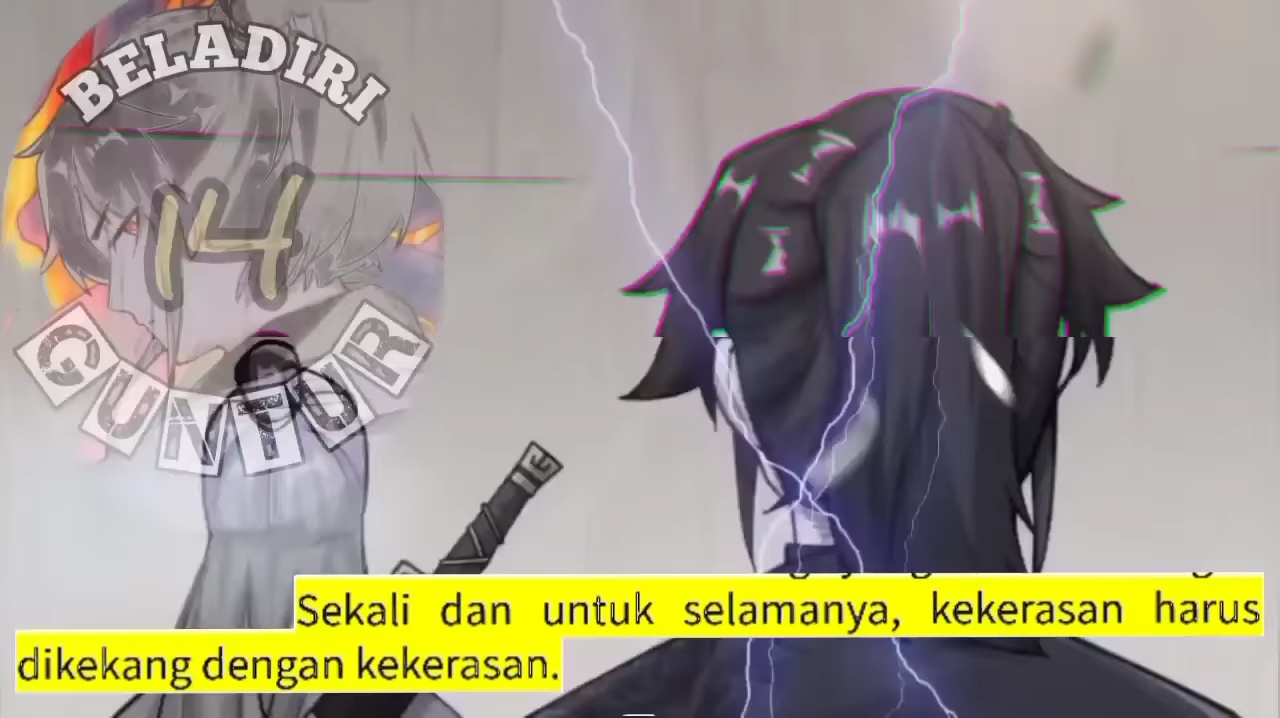 BELADIRI
14
GUNTUR
Sekali dan untuk selamanya, kekerasan harus
dikekang dengan kekerasan.